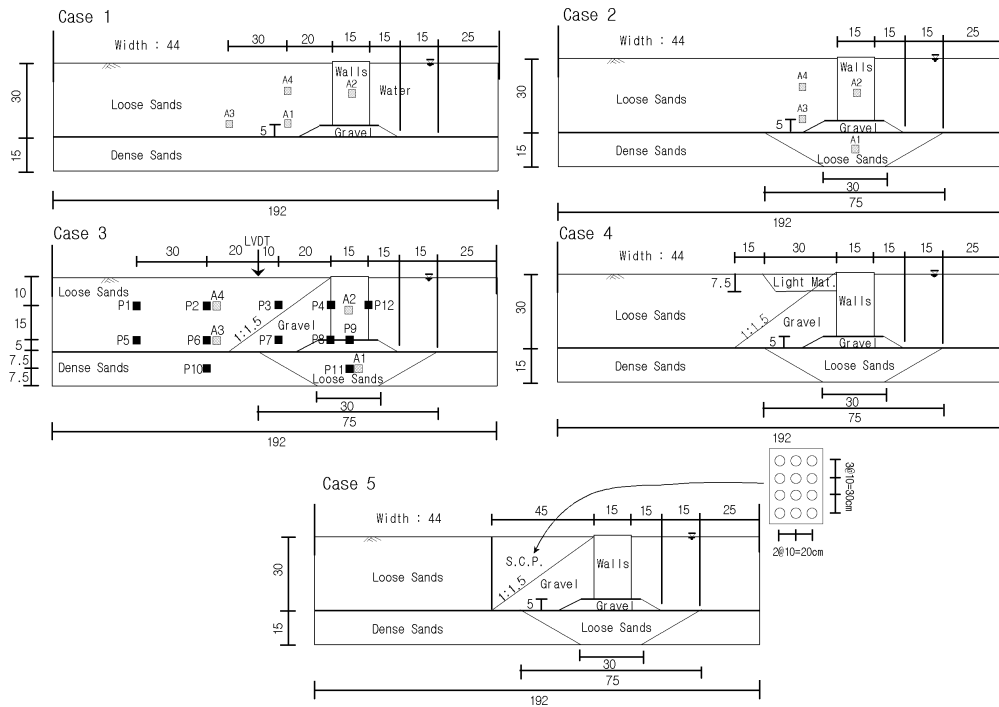 Case 1
Width : 44
30
20
15
15
25
Walls
A2
Water
A4
Loose Sands
A3
A1
5
Gravel
30
Dense Sands
15
192
Case 2
Width : 44
15
15
15
25
Walls
A4
A2
Loose Sands
A3
5
Gravel
30
A1
Dense Sands
Loose Sands
15
30
75
192
Case 3
LVDT
30
20
10
20
15
15
25
10
Loose Sands
P1
P2
A4
P3
P4
A2
P12
15
1:1.5
Gravel
P9
P5
P6
A3
P7
P8
5
7.5
7.5
Dense Sands
P10
P11
A1
Loose Sands
30
75
192
Case 4
Width : 44
15
30
15
15
25
7.5
Light Mat.
Walls
30
Loose Sands
1:1.5
Gravel
5
Gravel
15
Dense Sands
Loose Sands
30
75
192
Case 5
Width : 44
45
15
15
25
3@10=30cm
2@10=20cm
S.C.P.
Walls
30
Loose Sands
1:1.5
Gravel
5
Gravel
15
Dense Sands
Loose Sands
30
75
192